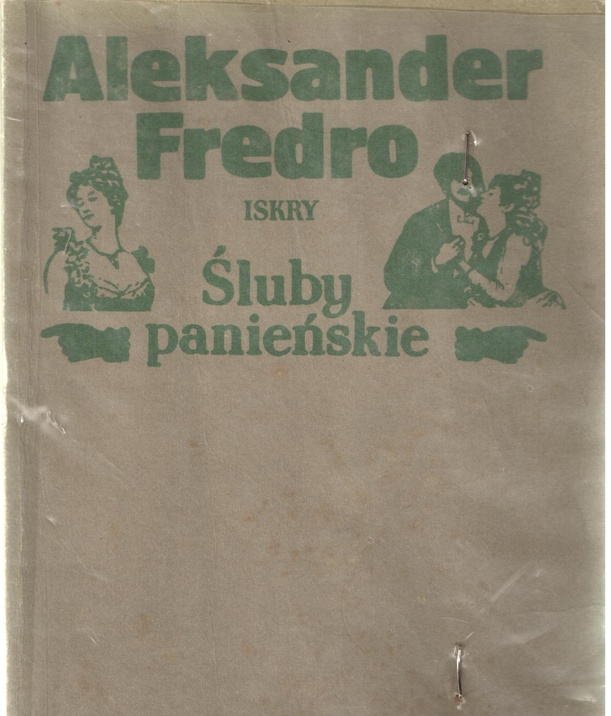 Aleksander
Fredro
ISKRY
Śluby
panieńskie